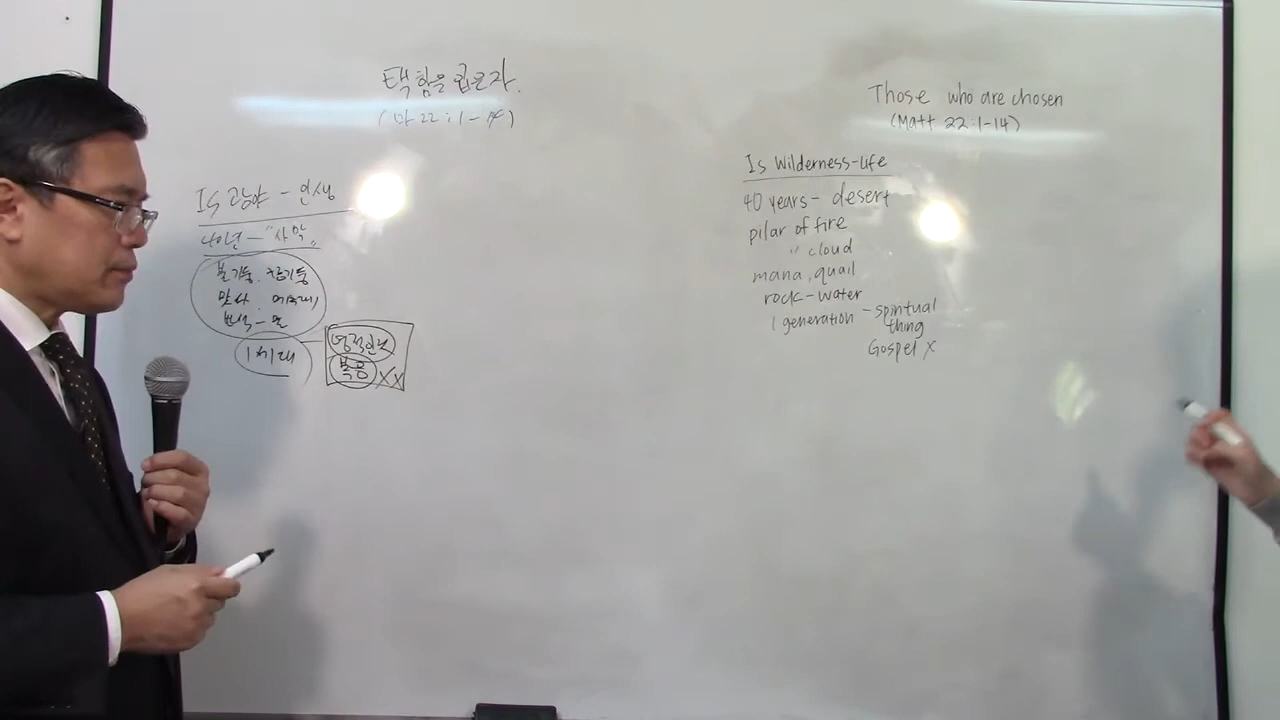 택함을 입은자.
(마 22:1-14)
IS 광야 - 인생
40년 - "사막"
불기둥. 구름기둥
만나. 메추라기
반석 - 물
1세대
영적인것
복음 XX
Those who are chosen
(Matt 22:1-14)
Is Wilderness-life
40 years - desert
pilar of fire
" cloud
mana, quail
rock - water
1 generation - spiritual
thing
Gospel X